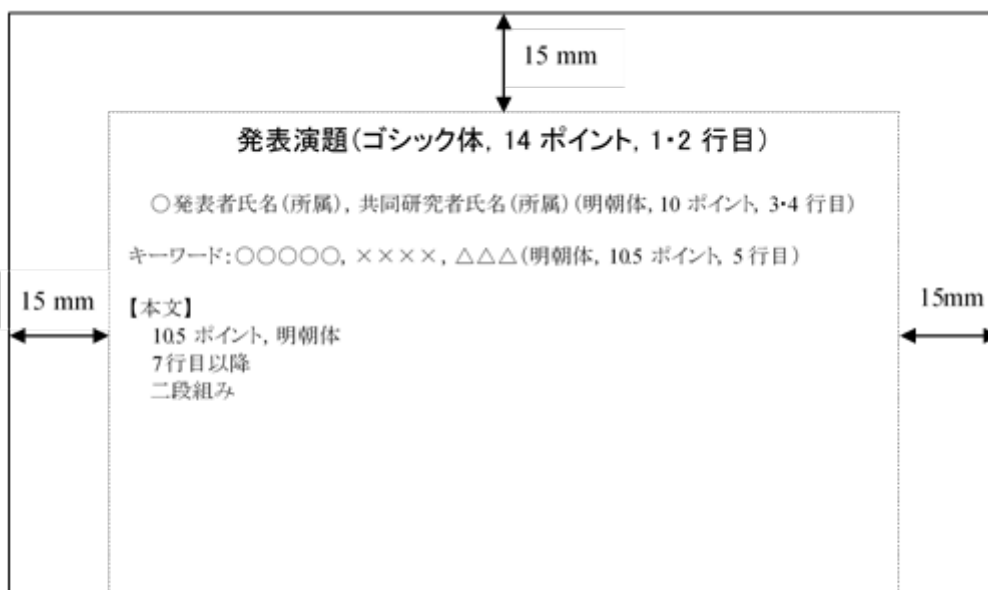 15 mm
発表演題(ゴシック体, 14 ポイント, 1・2 行目)
○発表者氏名(所属), 共同研究者氏名(所属)(明朝体, 10 ポイント, 3・4 行目)
キーワード:○○○○○, ××××, △△△(明朝体, 10.5 ポイント, 5 行目)
15 mm
15mm
【本文】
10.5 ポイント, 明朝体
7行目以降
二段組み